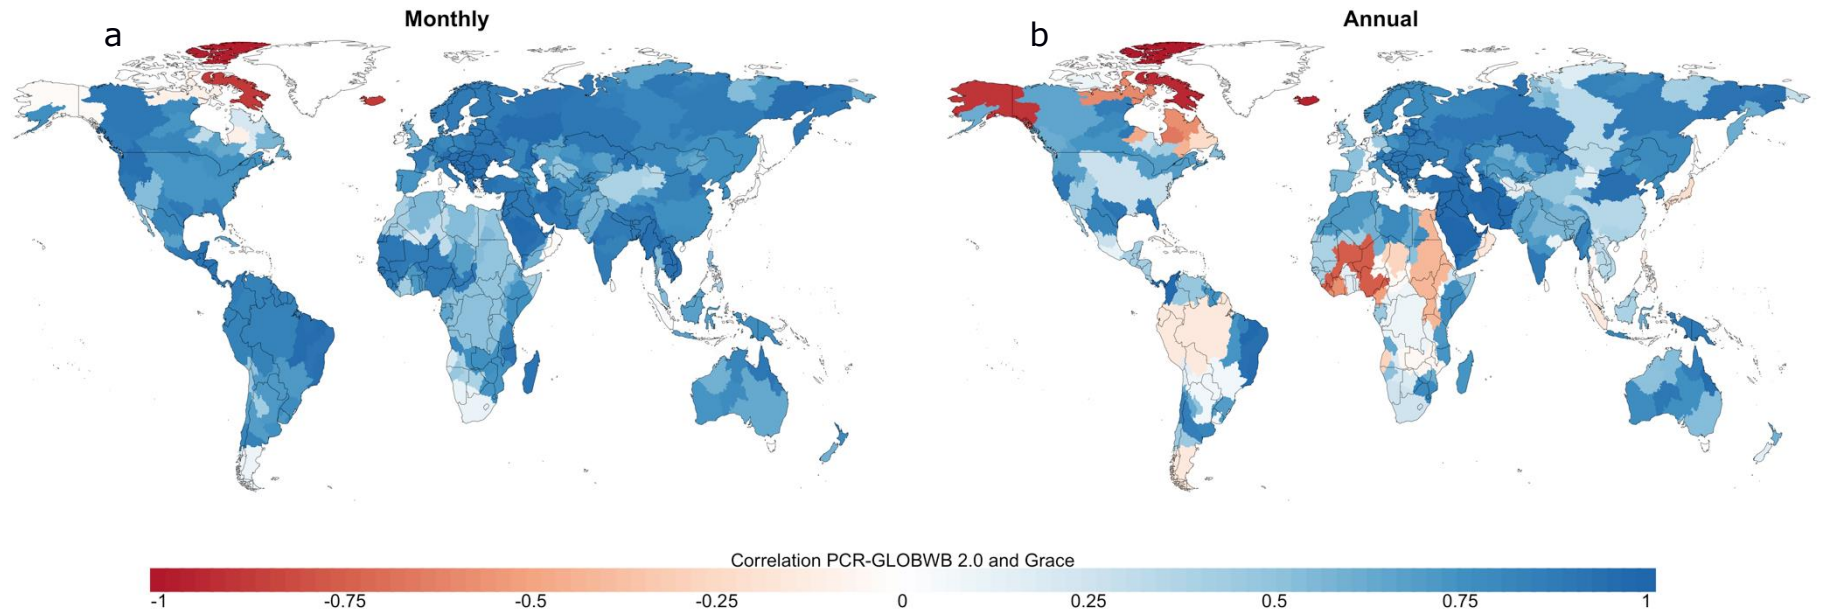 Monthly
Annual
a
b
Correlation PCR-GLOBWB 2.0 and Grace
-1 -0.75 -0.5 -0.25 0 0.25 0.5 0.75 1